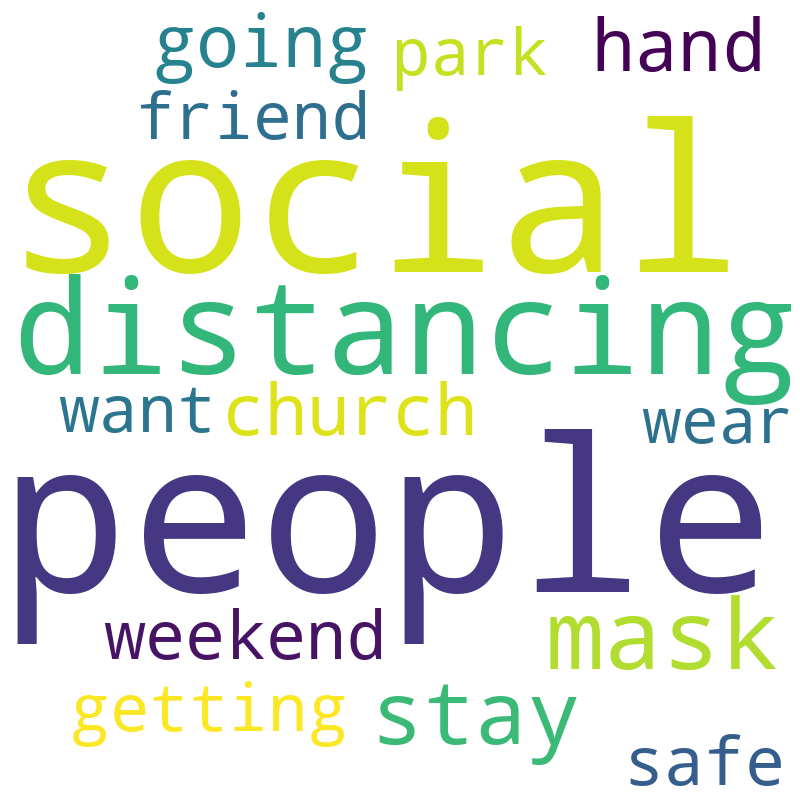 going park hand
friend
social
distancing
want church wear
people
weekend mask
getting stay
safe